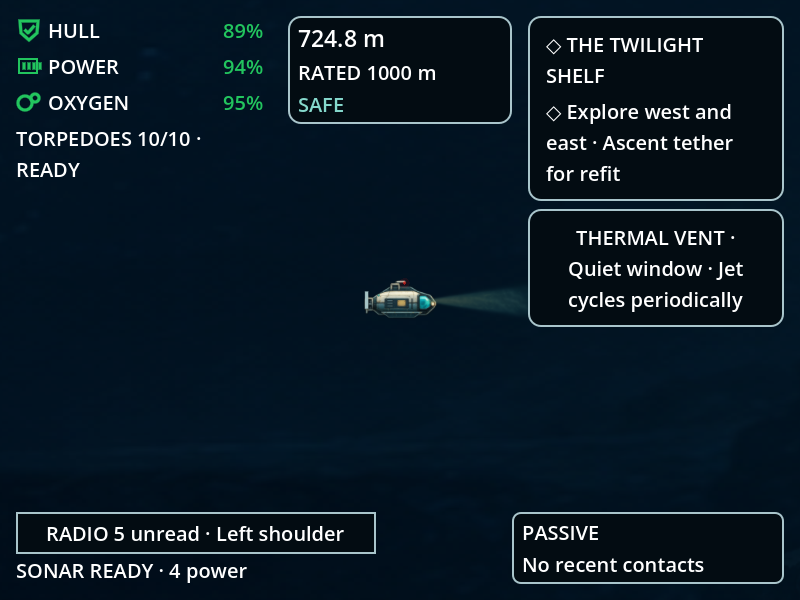 HULL 89%
POWER 94%
OXYGEN 95%
TORPEDOES 10/10 ·
READY
724.8 m
RATED 1000 m
SAFE
◇ THE TWILIGHT
SHELF
◇ Explore west and
east · Ascent tether
for refit
THERMAL VENT ·
Quiet window · Jet
cycles periodically
RADIO 5 unread · Left shoulder
SONAR READY · 4 power
PASSIVE
No recent contacts